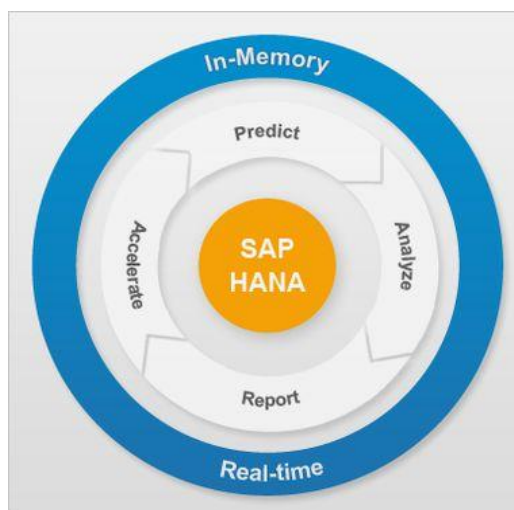 In-Memory
Predict
Accelerate
SAP
HANA
Analyze
Report
Real-time